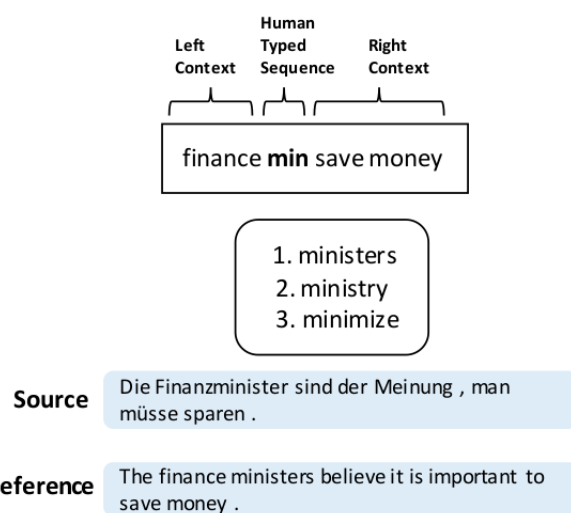 Left Context
Human Typed Sequence
Right Context
finance min save money
1. ministers
2. ministry
3. minimize
Source
Die Finanzminister sind der Meinung , man
müsse sparen .
eference
The finance ministers believe it is important to
save money .